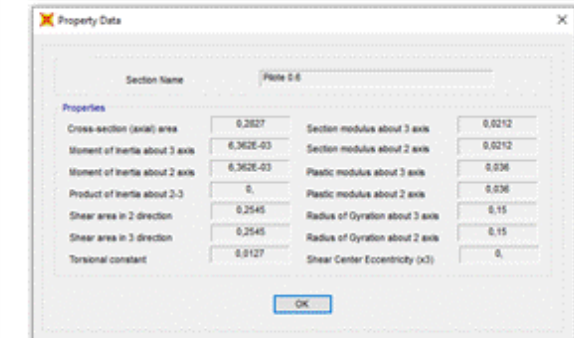 Property Data
Section Name Pilote 0.6
Properties
Cross-section (axial) area 0,2827 Section modulus about 3 axis 0,0212
Moment of Inertia about 3 axis 6,362E-03 Section modulus about 2 axis 0,0212
Moment of Inertia about 2 axis 6,362E-03 Plastic modulus about 3 axis 0,036
Product of Inertia about 2-3 0, Plastic modulus about 2 axis 0,036
Shear area in 2 direction 0,2545 Radius of Gyration about 3 axis 0,15
Shear area in 3 direction 0,2545 Radius of Gyration about 2 axis 0,15
Torsional constant 0,0127 Shear Center Eccentricity (x3) 0,
OK